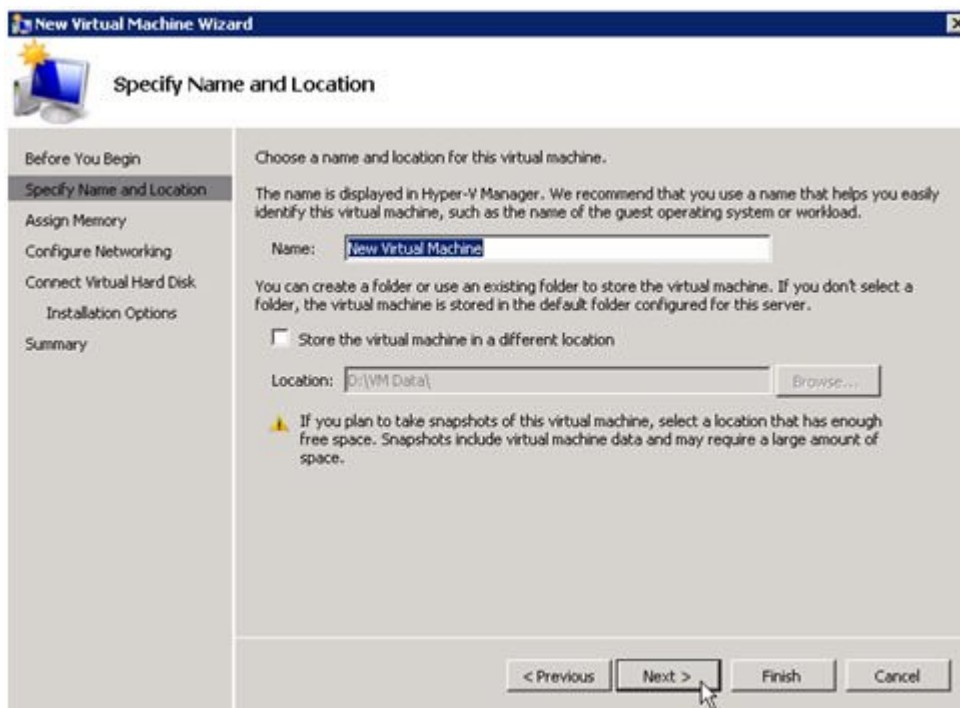 New Virtual Machine Wizard
Specify Name and Location
Before You Begin
Specify Name and Location
Assign Memory
Configure Networking
Connect Virtual Hard Disk
Installation Options
Summary
Choose a name and location for this virtual machine.
The name is displayed in Hyper-V Manager. We recommend that you use a name that helps you easily
identify this virtual machine, such as the name of the guest operating system or workload.
Name: New Virtual Machine
You can create a folder or use an existing folder to store the virtual machine. If you don't select a
folder, the virtual machine is stored in the default folder configured for this server.
Store the virtual machine in a different location
Location: D:\VM Data\ Browse...
If you plan to take snapshots of this virtual machine, select a location that has enough
free space. Snapshots include virtual machine data and may require a large amount of
space.
< Previous Next > Finish Cancel